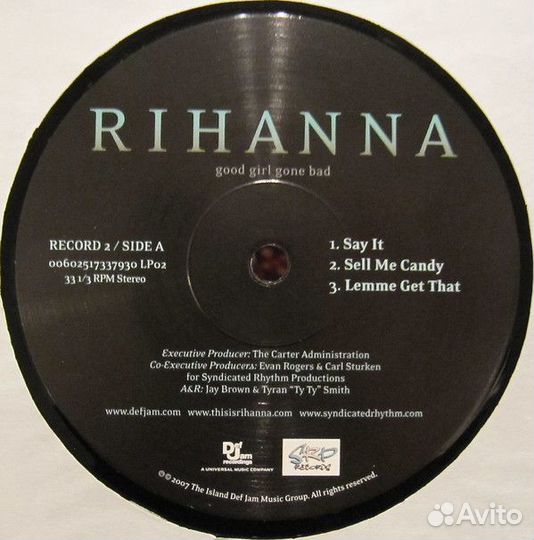 RIHANNA
good girl gone bad
RECORD 2 / SIDE A
00602517337930 LP02
33 1/3 RPM Stereo
1. Say It
2. Sell Me Candy
3. Lemme Get That
Executive Producer: The Carter Administration
Co-Executive Producers: Evan Rogers & Carl Sturken
for Syndicated Rhythm Productions
A&R: Jay Brown & Tyran "Ty Ty" Smith
www.defjam.com www.thisisrihanna.com www.syndicatedrhythm.com
Def
Jam
recordings
A UNIVERSAL MUSIC COMPANY
SRP
RECORDS
℗©2007 The Island Def Jam Music Group. All rights reserved.
Avito